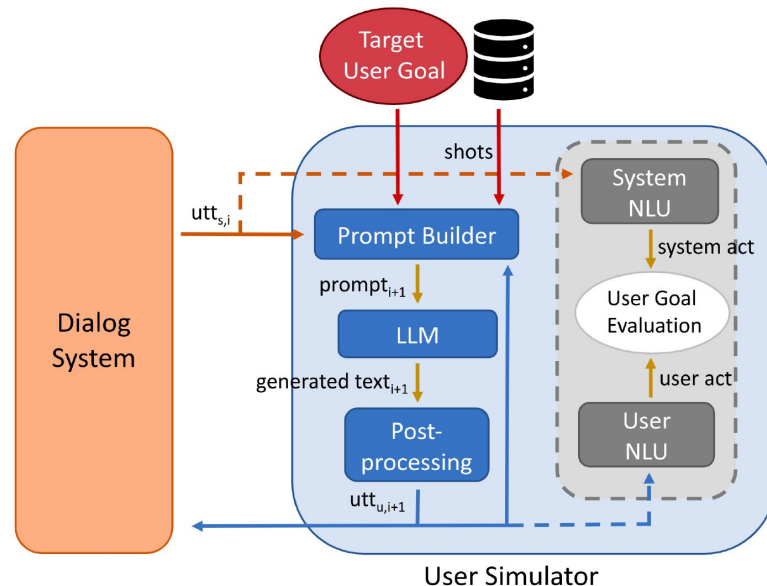 Target
User Goal
shots
utt_s,i
System
NLU
Prompt Builder
system act
prompt_i+1
User Goal
Evaluation
Dialog
System
LLM
generated text_i+1
user act
Post-
processing
User
NLU
utt_u,i+1
User Simulator